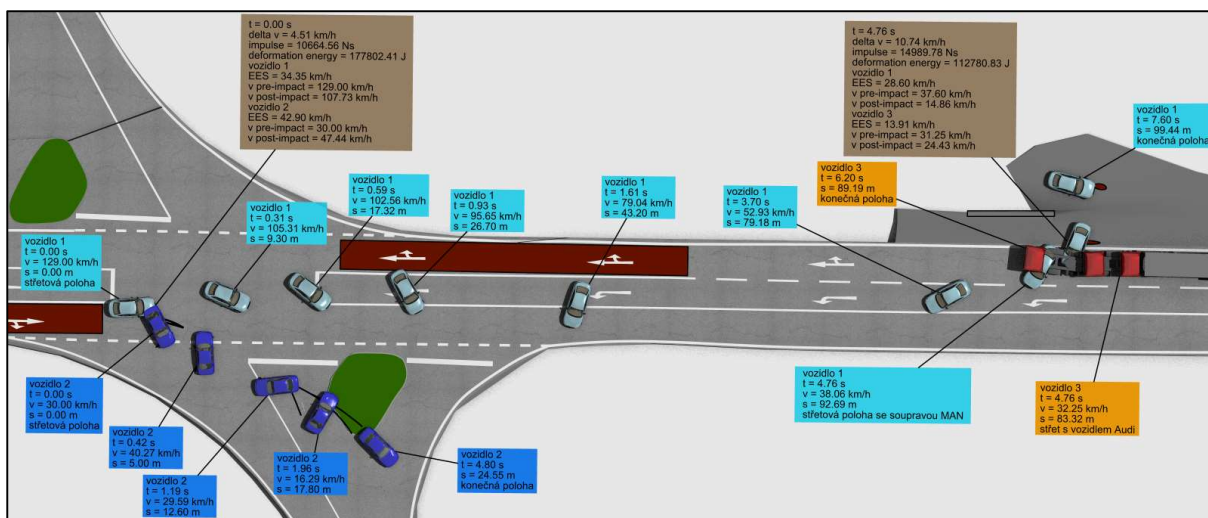 t = 0.00 s
delta v = 4.51 km/h
impulse = 10664.56 Ns
deformation energy = 177802.41 J
vozidlo 1
EES = 34.35 km/h
v pre-impact = 129.00 km/h
v post-impact = 107.73 km/h
vozidlo 2
EES = 42.90 km/h
v pre-impact = 30.00 km/h
v post-impact = 47.44 km/h
t = 4.76 s
delta v = 10.74 km/h
impulse = 14989.78 Ns
deformation energy = 112780.83 J
vozidlo 1
EES = 28.60 km/h
v pre-impact = 37.60 km/h
v post-impact = 14.86 km/h
vozidlo 3
EES = 13.91 km/h
v pre-impact = 31.25 km/h
v post-impact = 24.43 km/h
vozidlo 1
t = 7.60 s
s = 99.44 m
konečná poloha
vozidlo 3
t = 6.20 s
s = 89.19 m
konečná poloha
vozidlo 1
t = 0.59 s
v = 102.56 km/h
s = 17.32 m
vozidlo 1
t = 0.93 s
v = 95.65 km/h
s = 26.70 m
vozidlo 1
t = 1.61 s
v = 79.04 km/h
s = 43.20 m
vozidlo 1
t = 3.70 s
v = 52.93 km/h
s = 79.18 m
vozidlo 1
t = 0.31 s
v = 105.31 km/h
s = 9.30 m
vozidlo 1
t = 0.00 s
v = 129.00 km/h
s = 0.00 m
střetová poloha
vozidlo 2
t = 0.00 s
v = 30.00 km/h
s = 0.00 m
střetová poloha
vozidlo 2
t = 0.42 s
v = 40.27 km/h
s = 5.00 m
vozidlo 2
t = 1.19 s
v = 29.59 km/h
s = 12.60 m
vozidlo 2
t = 1.96 s
v = 16.29 km/h
s = 17.80 m
vozidlo 2
t = 4.80 s
s = 24.55 m
konečná poloha
vozidlo 1
t = 4.76 s
v = 38.06 km/h
s = 92.69 m
střetová poloha se soupravou MAN
vozidlo 3
t = 4.76 s
v = 32.25 km/h
s = 83.32 m
střet s vozidlem Audi